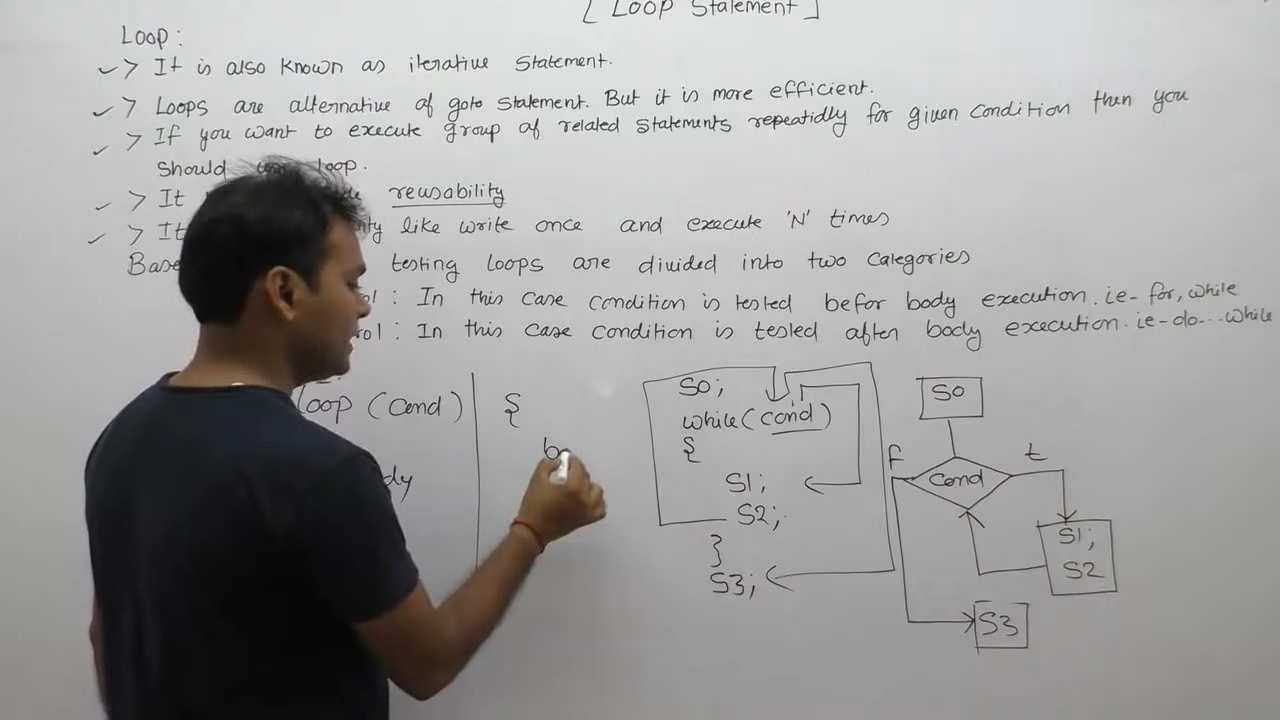 [ Loop Statement ]
Loop:
> It is also known as iterative Statement.
> Loops are alternative of goto Statement. But it is more efficient.
> If you want to execute group of related Statements repeatidly for given Condition then you
Should loop.
> It reusability
> It like write once and execute 'N' times
Base testing loops are divided into two Categories
: In this case Condition is tested befor body execution. ie- for, while
: In this case Condition is tested after body execution. ie-do...while
loop (Cond)
{
S0;
while(cond)
{
S1;
S2;
}
S3;
S0
f
t
Cond
S1;
S2
S3